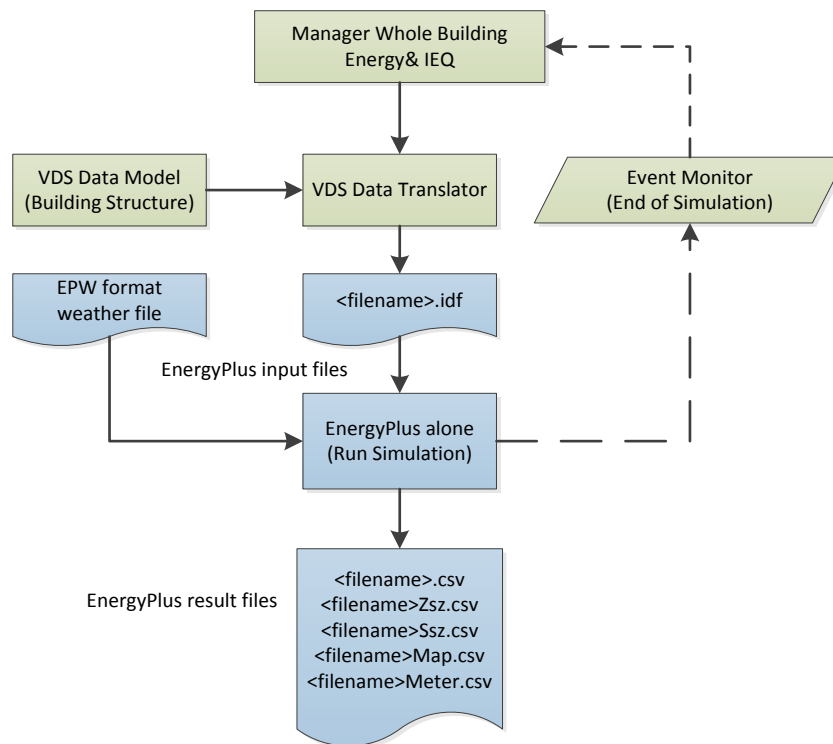 Manager Whole Building
Energy& IEQ
VDS Data Model
(Building Structure)
VDS Data Translator
Event Monitor
(End of Simulation)
EPW format
weather file
<filename>.idf
EnergyPlus input files
EnergyPlus alone
(Run Simulation)
EnergyPlus result files
<filename>.csv
<filename>Zsz.csv
<filename>Ssz.csv
<filename>Map.csv
<filename>Meter.csv